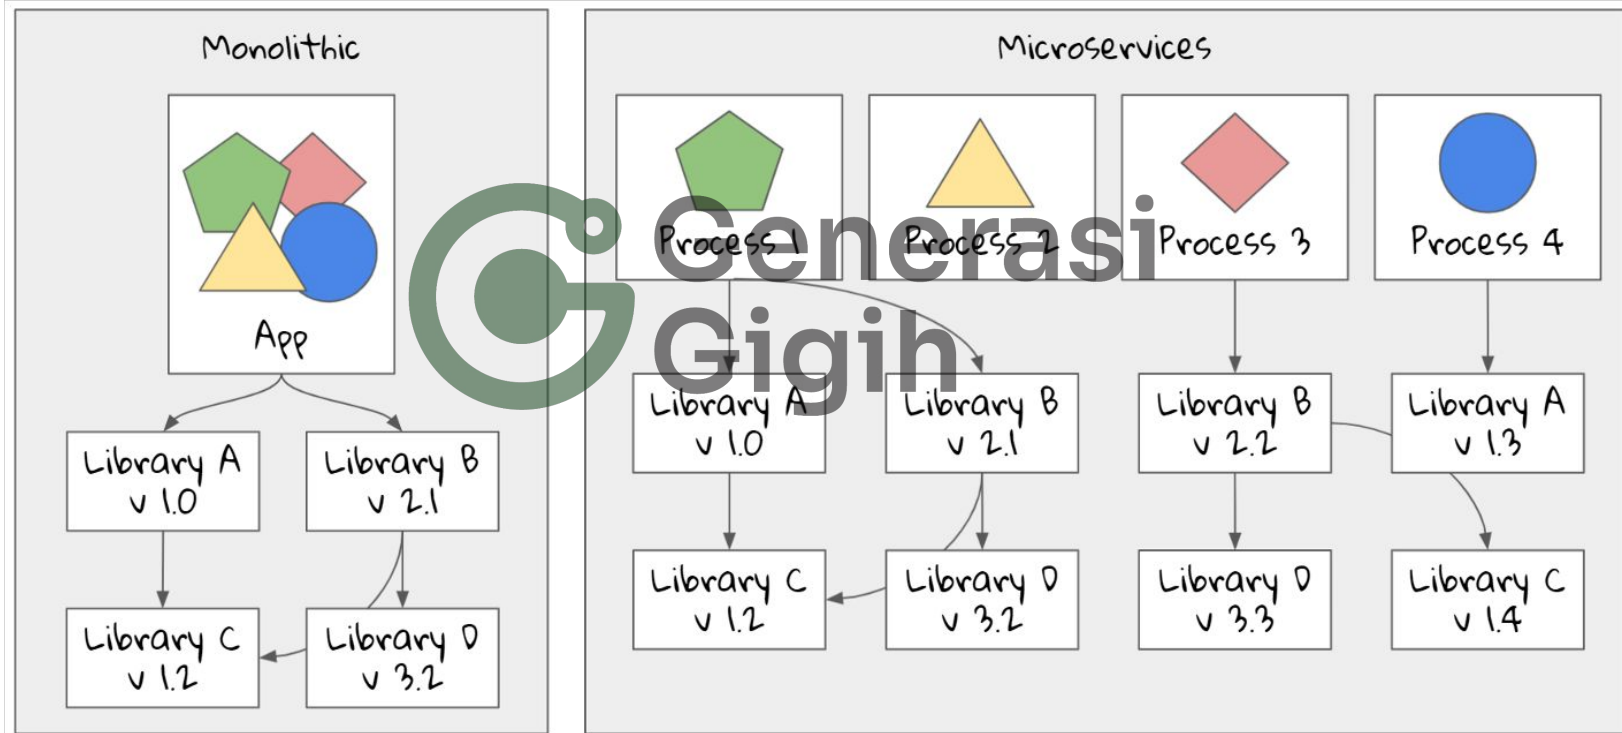 Monolithic
App
Library A
v 1.0
Library B
v 2.1
Library C
v 1.2
Library D
v 3.2
Microservices
Process 1
Process 2
Process 3
Process 4
Library A
v 1.0
Library B
v 2.1
Library B
v 2.2
Library A
v 1.3
Library C
v 1.2
Library D
v 3.2
Library D
v 3.3
Library C
v 1.4
Generasi
Gigih